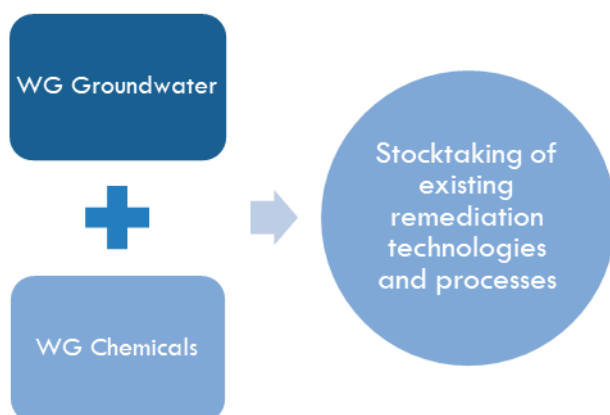 WG Groundwater
WG Chemicals
Stocktaking of
existing
remediation
technologies
and processes